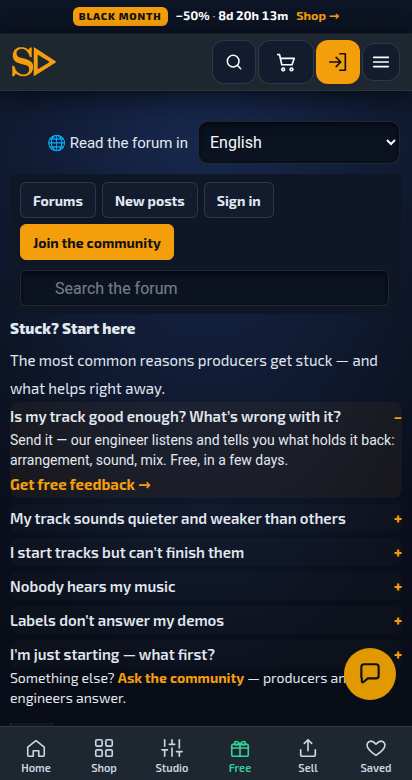 BLACK MONTH −50% · 8d 20h 13m Shop →
S
Read the forum in English
Forums New posts Sign in
Join the community
Search the forum
Stuck? Start here
The most common reasons producers get stuck — and
what helps right away.
Is my track good enough? What's wrong with it? −
Send it — our engineer listens and tells you what holds it back:
arrangement, sound, mix. Free, in a few days.
Get free feedback →
My track sounds quieter and weaker than others +
I start tracks but can't finish them +
Nobody hears my music +
Labels don't answer my demos +
I'm just starting — what first? +
Something else? Ask the community — producers
engineers answer.
Home Shop Studio Free Sell Saved